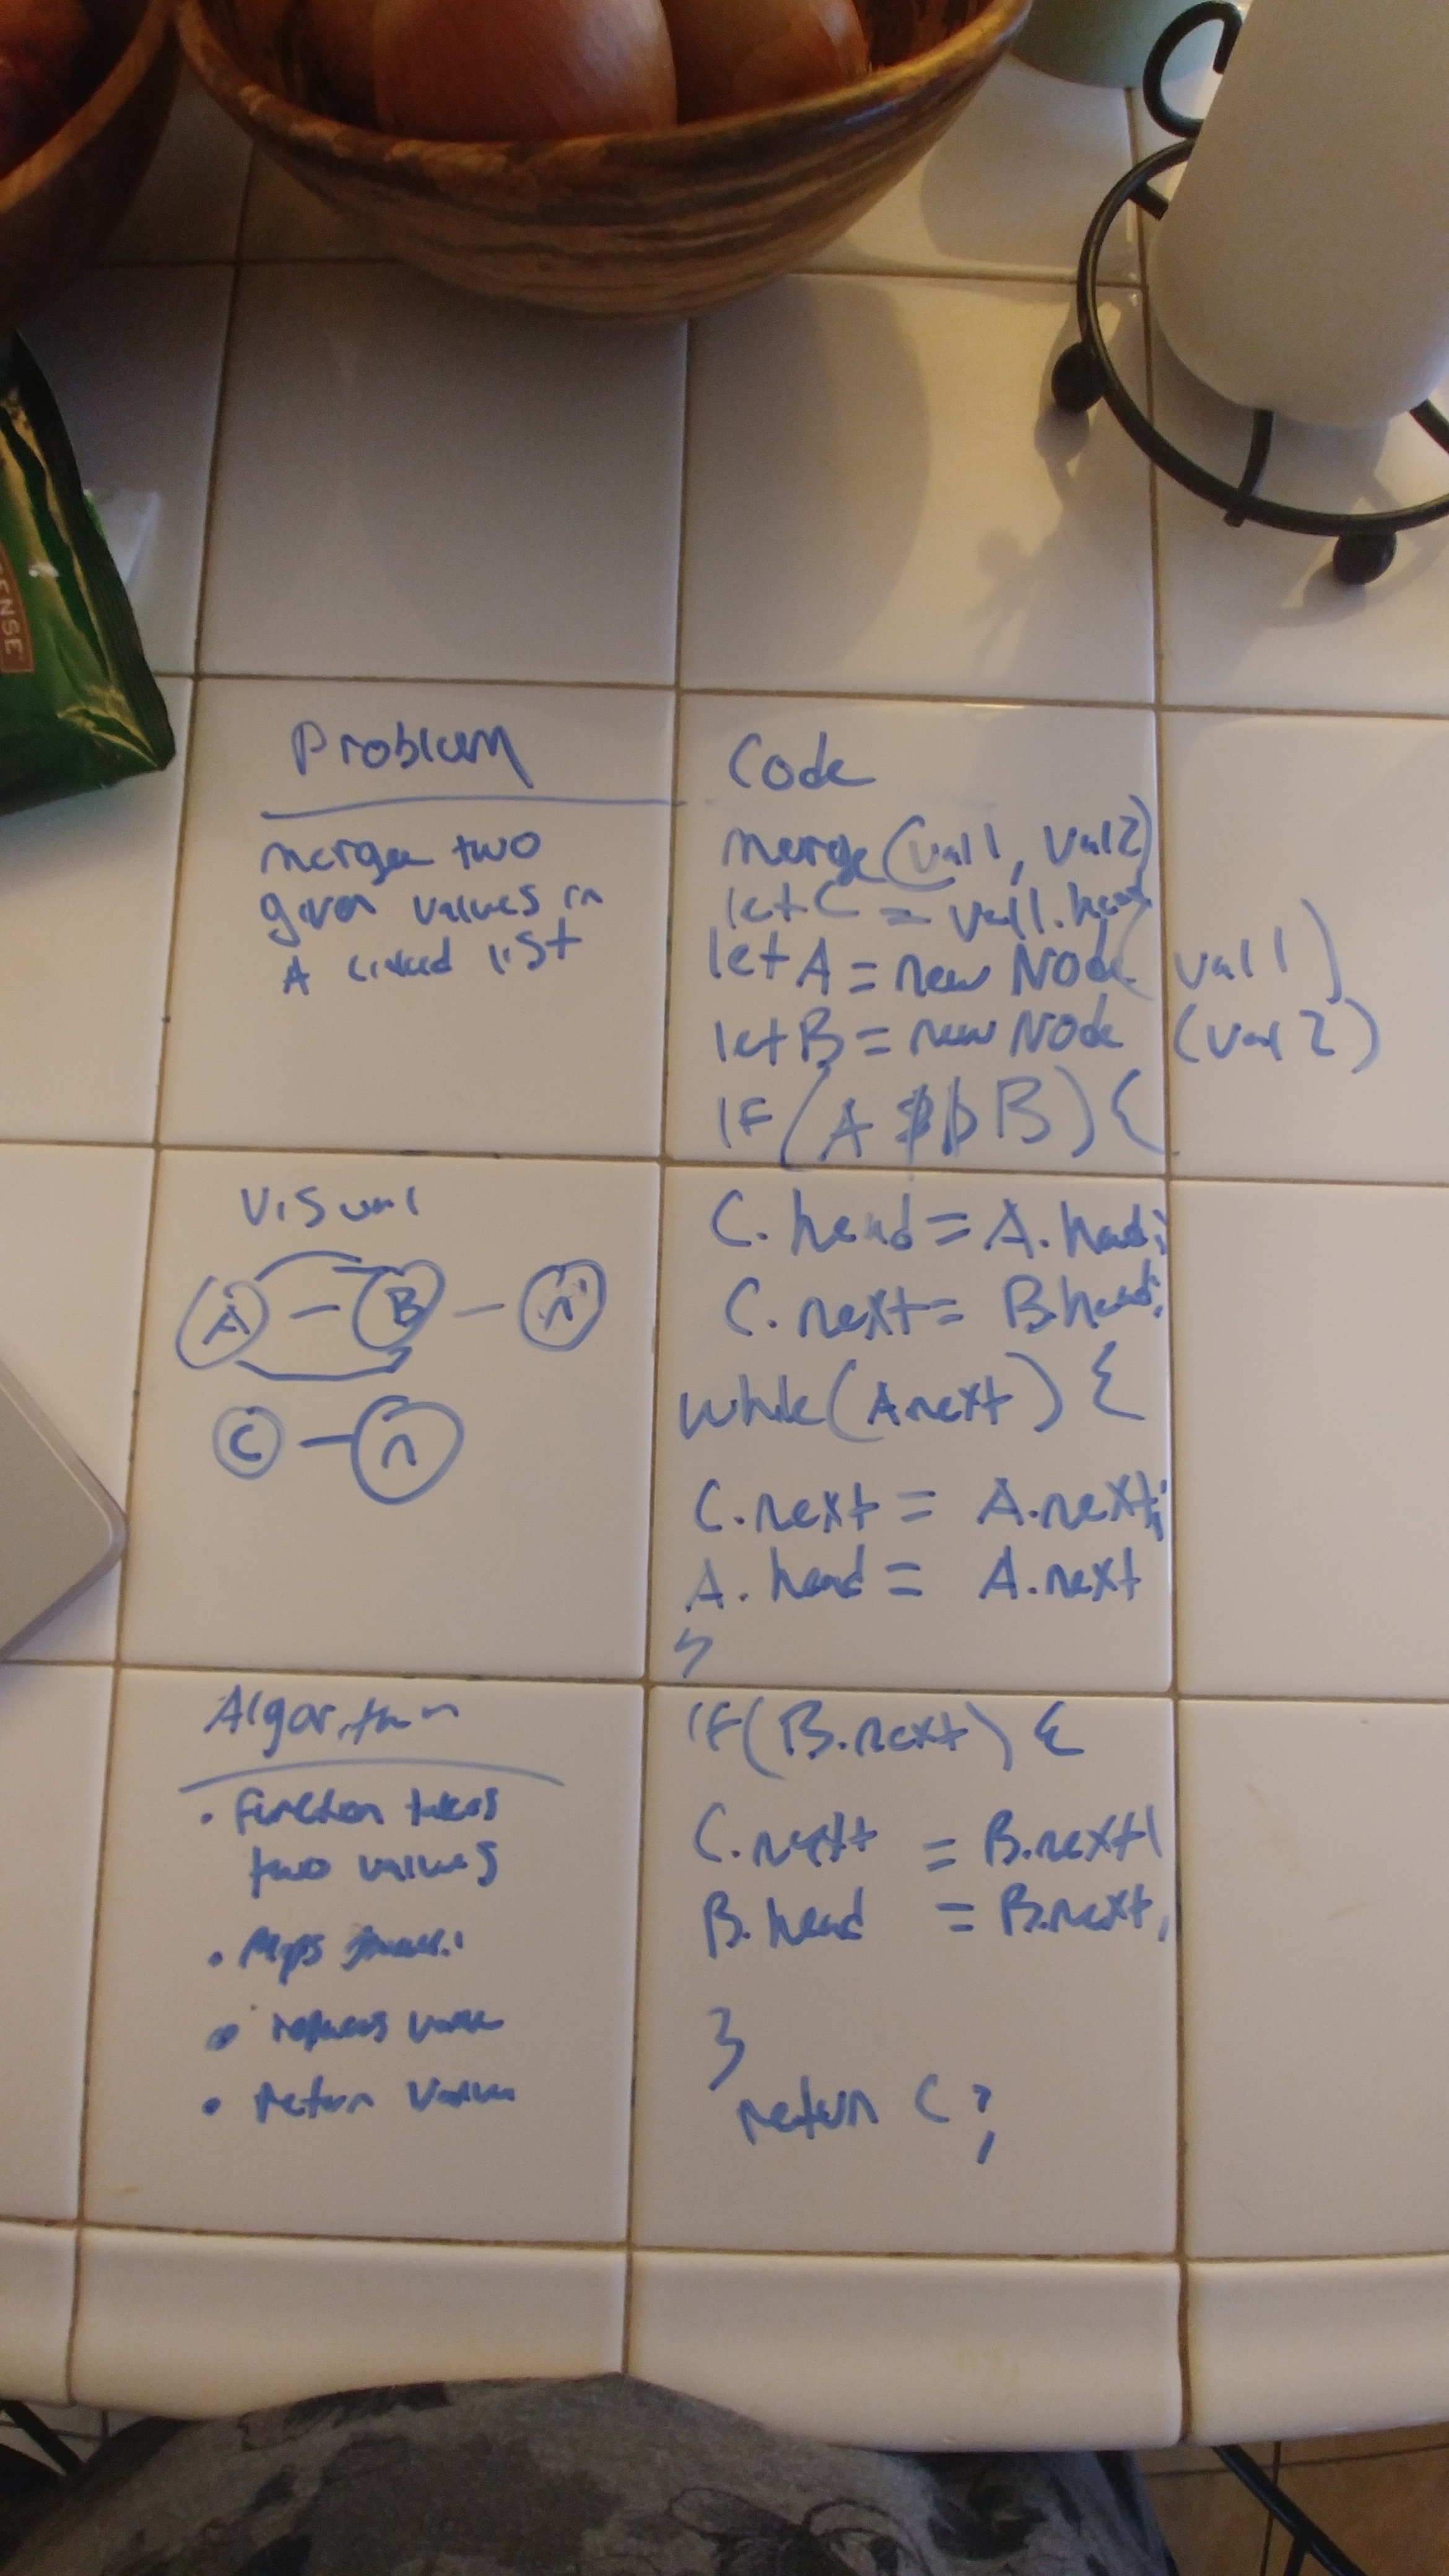 ENSE
Problem
merge two
given values in
A linked list
Visual
A B n
C n
Algorithm
• Function takes
two values
• Maps
• replaces value
• return value
Code
merge(val1, val2)
let C = val1.head
let A = new Node(val1)
let B = new Node (val2)
IF(A && B) {
C.head = A.head;
C.next = B.head;
while(A.next) {
C.next = A.next;
A.head = A.next
}
IF(B.next) {
C.next = B.next;
B.head = B.next;
}
return C;